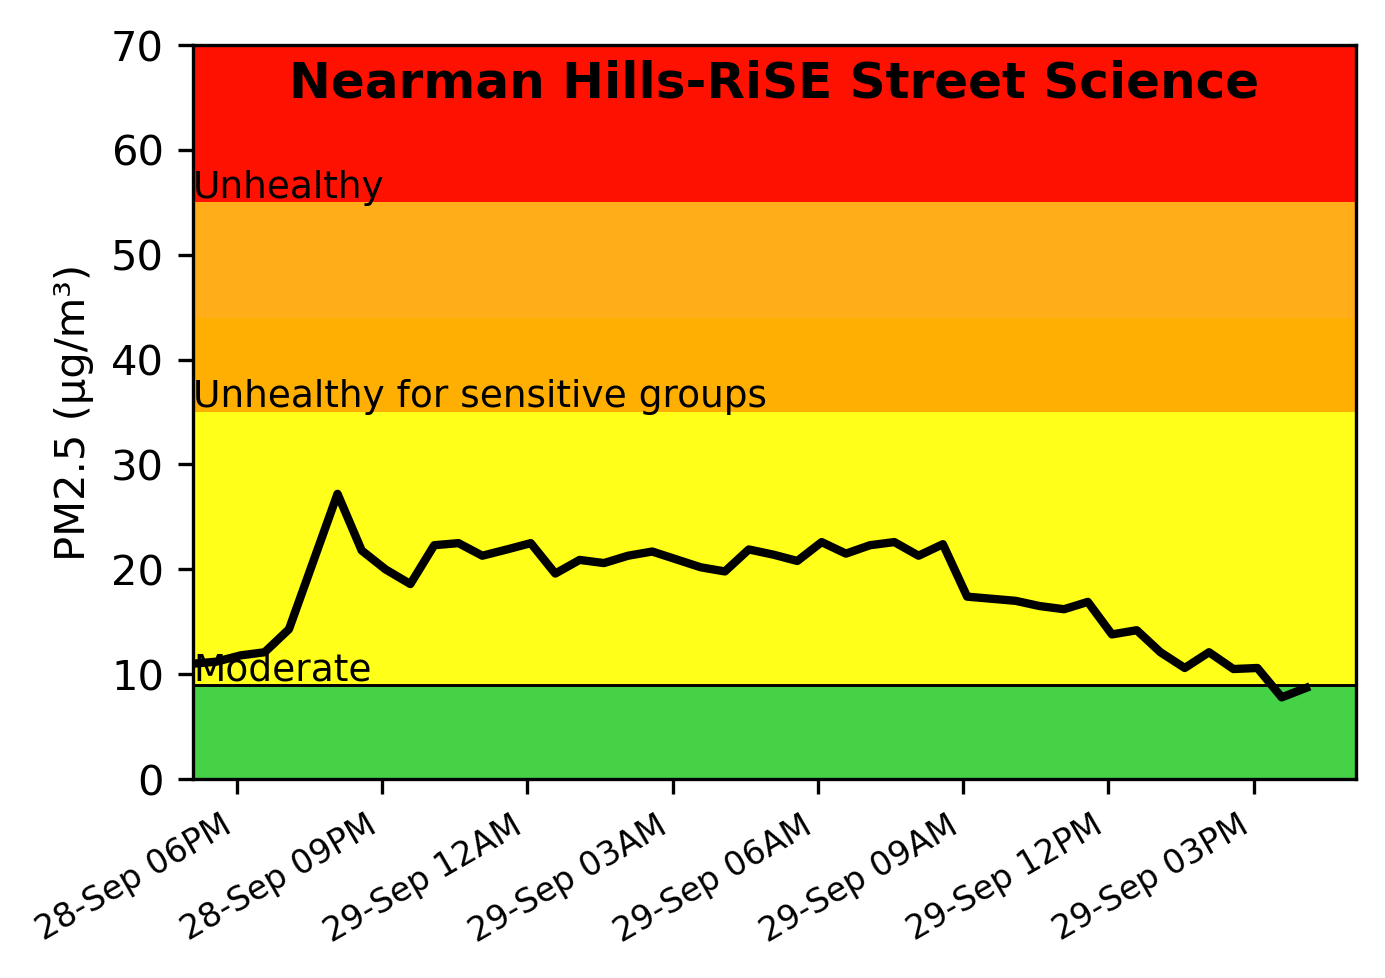 Nearman Hills-RiSE Street Science
70
60
Unhealthy
50
40
Unhealthy for sensitive groups
30
20
10
Moderate
0
PM2.5 (µg/m³)
28-Sep 06PM
28-Sep 09PM
29-Sep 12AM
29-Sep 03AM
29-Sep 06AM
29-Sep 09AM
29-Sep 12PM
29-Sep 03PM